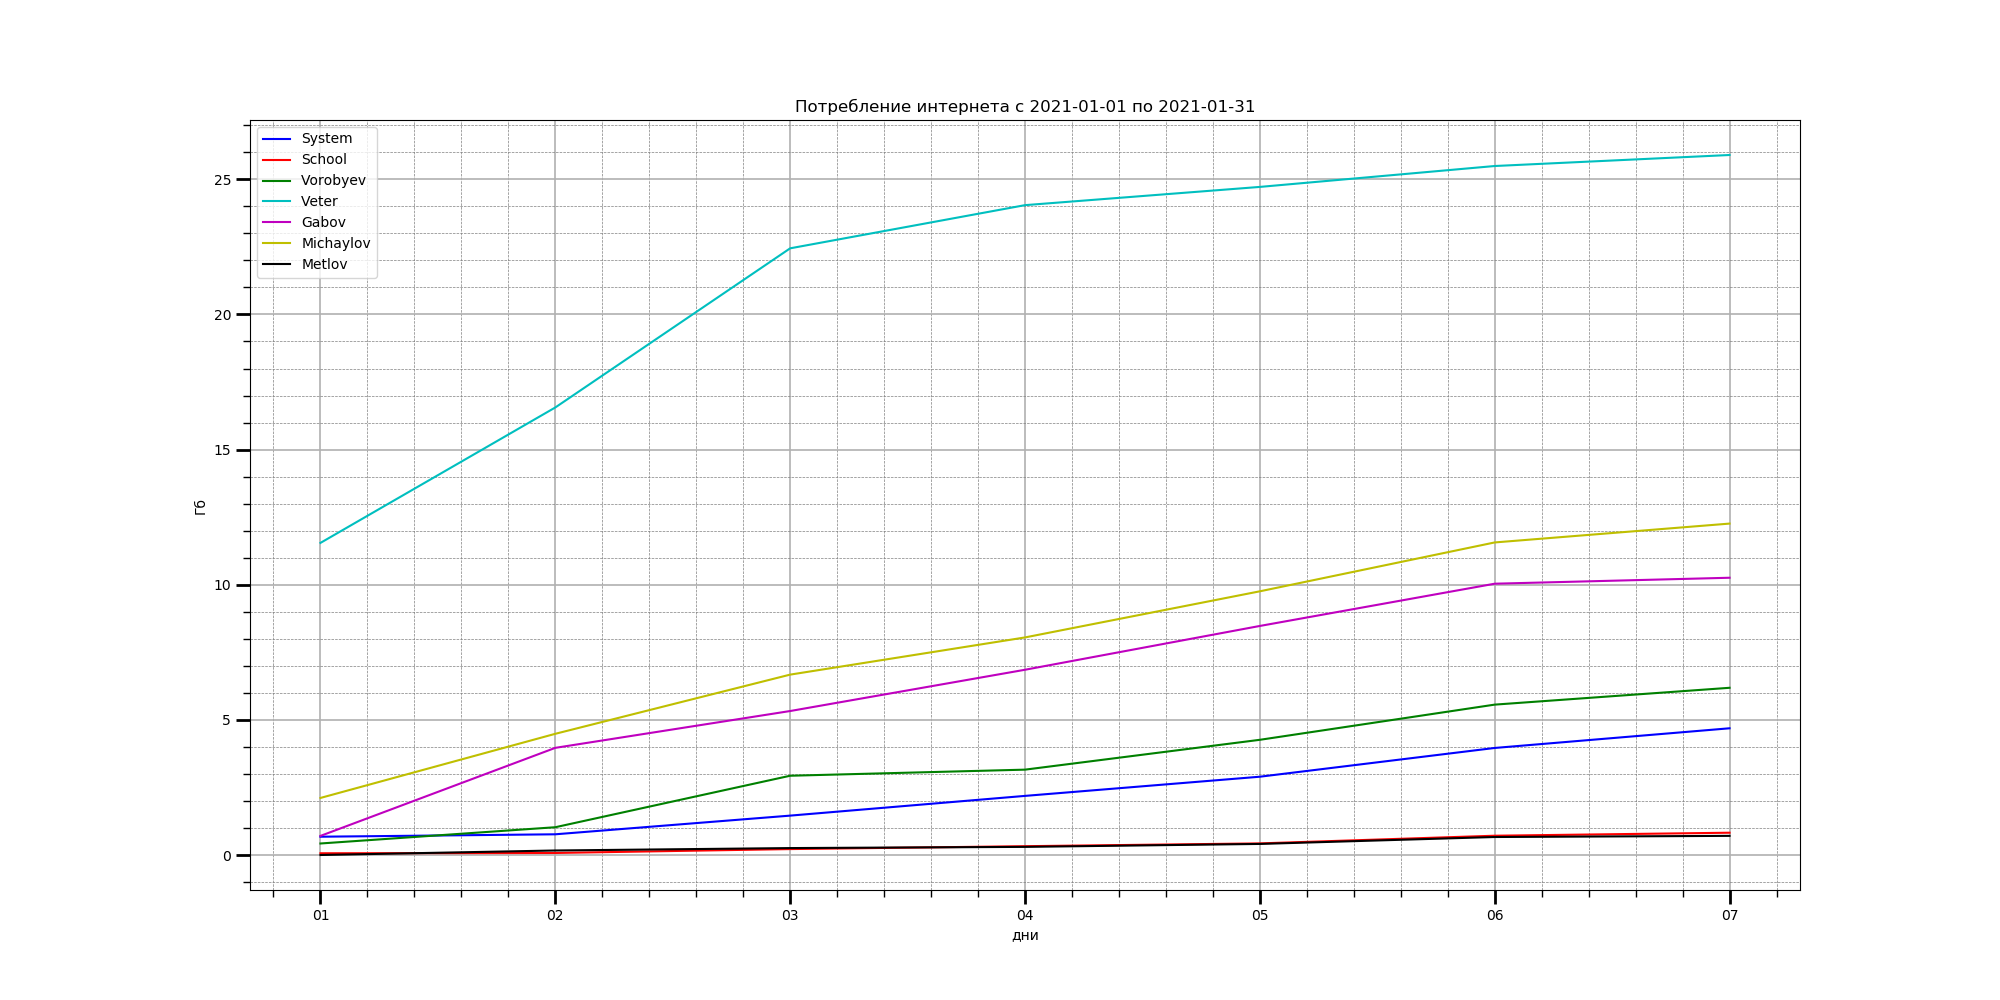 Потребление интернета с 2021-01-01 по 2021-01-31
System
School
Vorobyev
Veter
Gabov
Michaylov
Metlov
25
20
15
10
5
0
Гб
01 02 03 04 05 06 07
дни